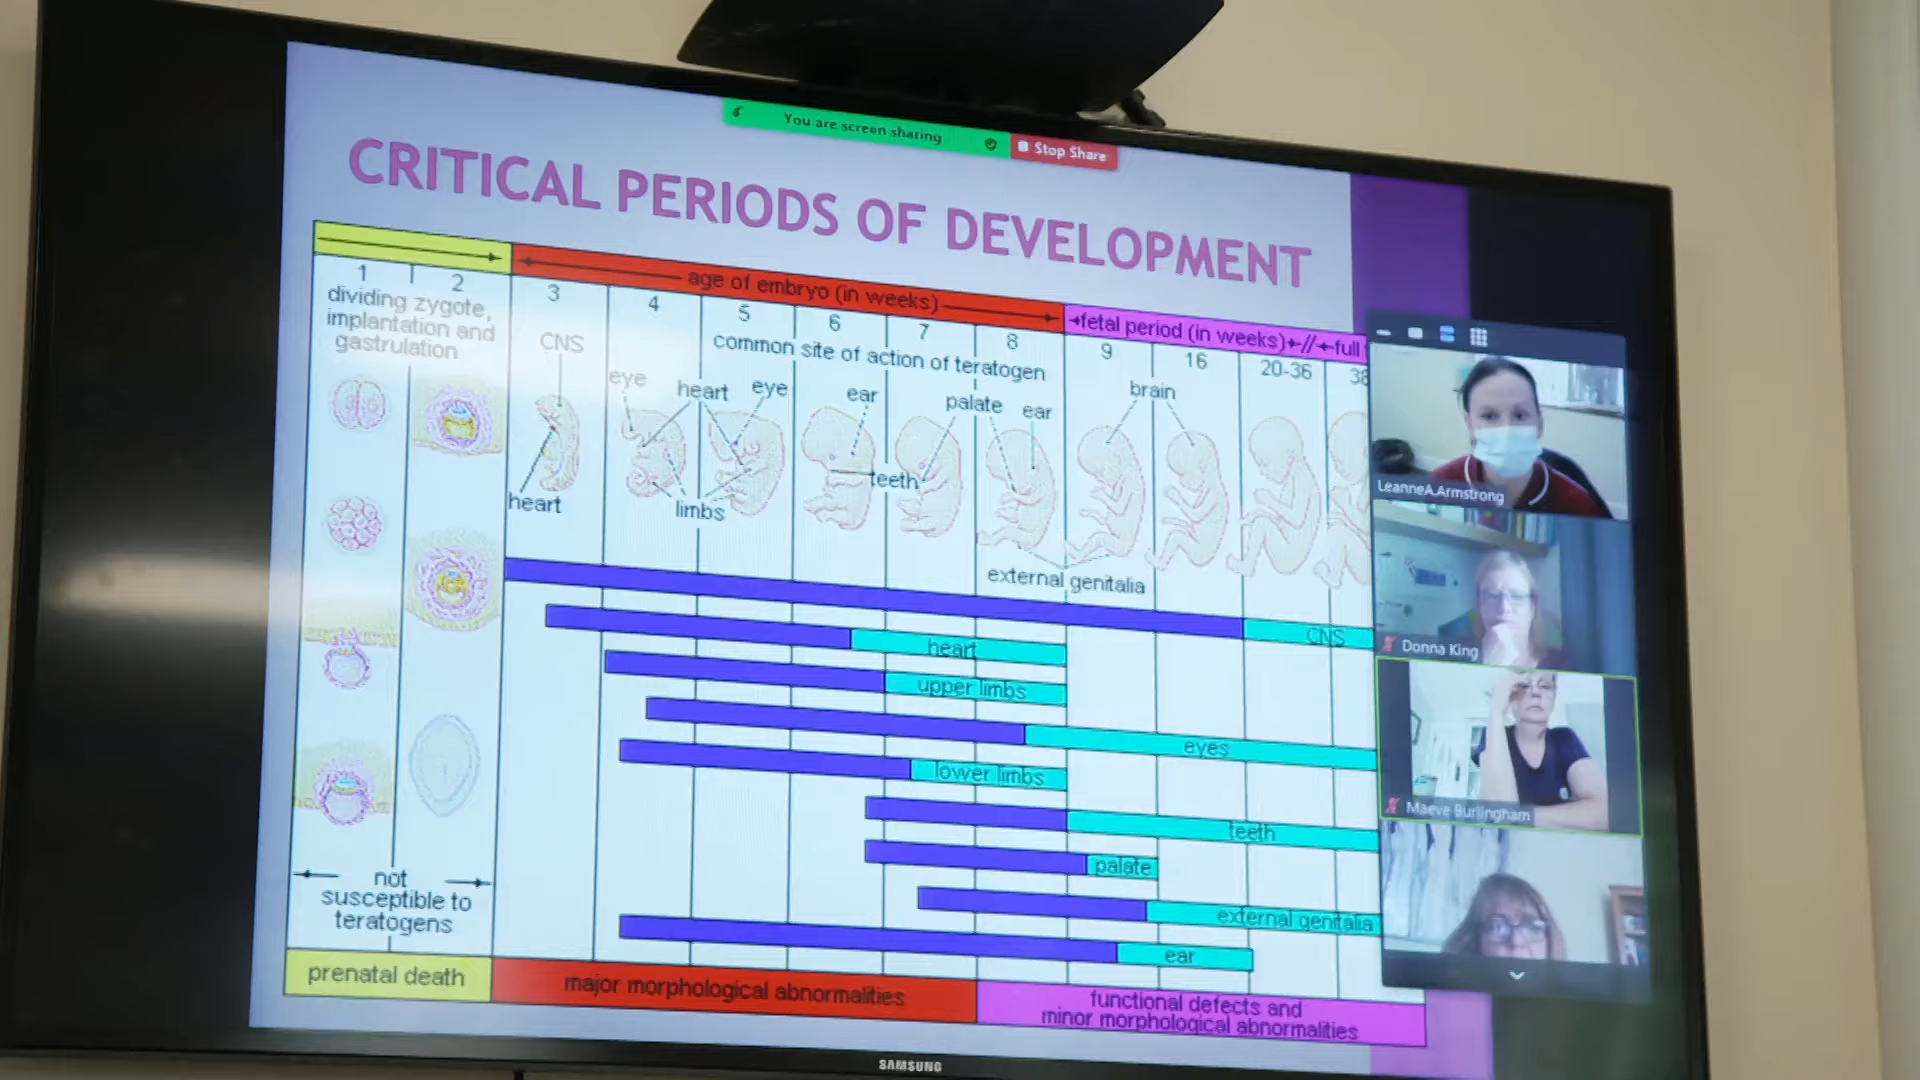 You are screen sharing
Stop Share
CRITICAL PERIODS OF DEVELOPMENT
age of embryo (in weeks)
fetal period (in weeks)
full
1
2
3
4
5
6
7
8
9
16
20-36
38
dividing zygote,
implantation and
gastrulation
CNS
common site of action of teratogen
eye
heart
eye
ear
palate
ear
brain
heart
limbs
teeth
external genitalia
CNS
heart
upper limbs
eyes
lower limbs
teeth
palate
external genitalia
ear
not
susceptible to
teratogens
prenatal death
major morphological abnormalities
functional defects and
minor morphological abnormalities
LeanneA.Armstrong
Donna King
Maeve Burlingham
SAMSUNG